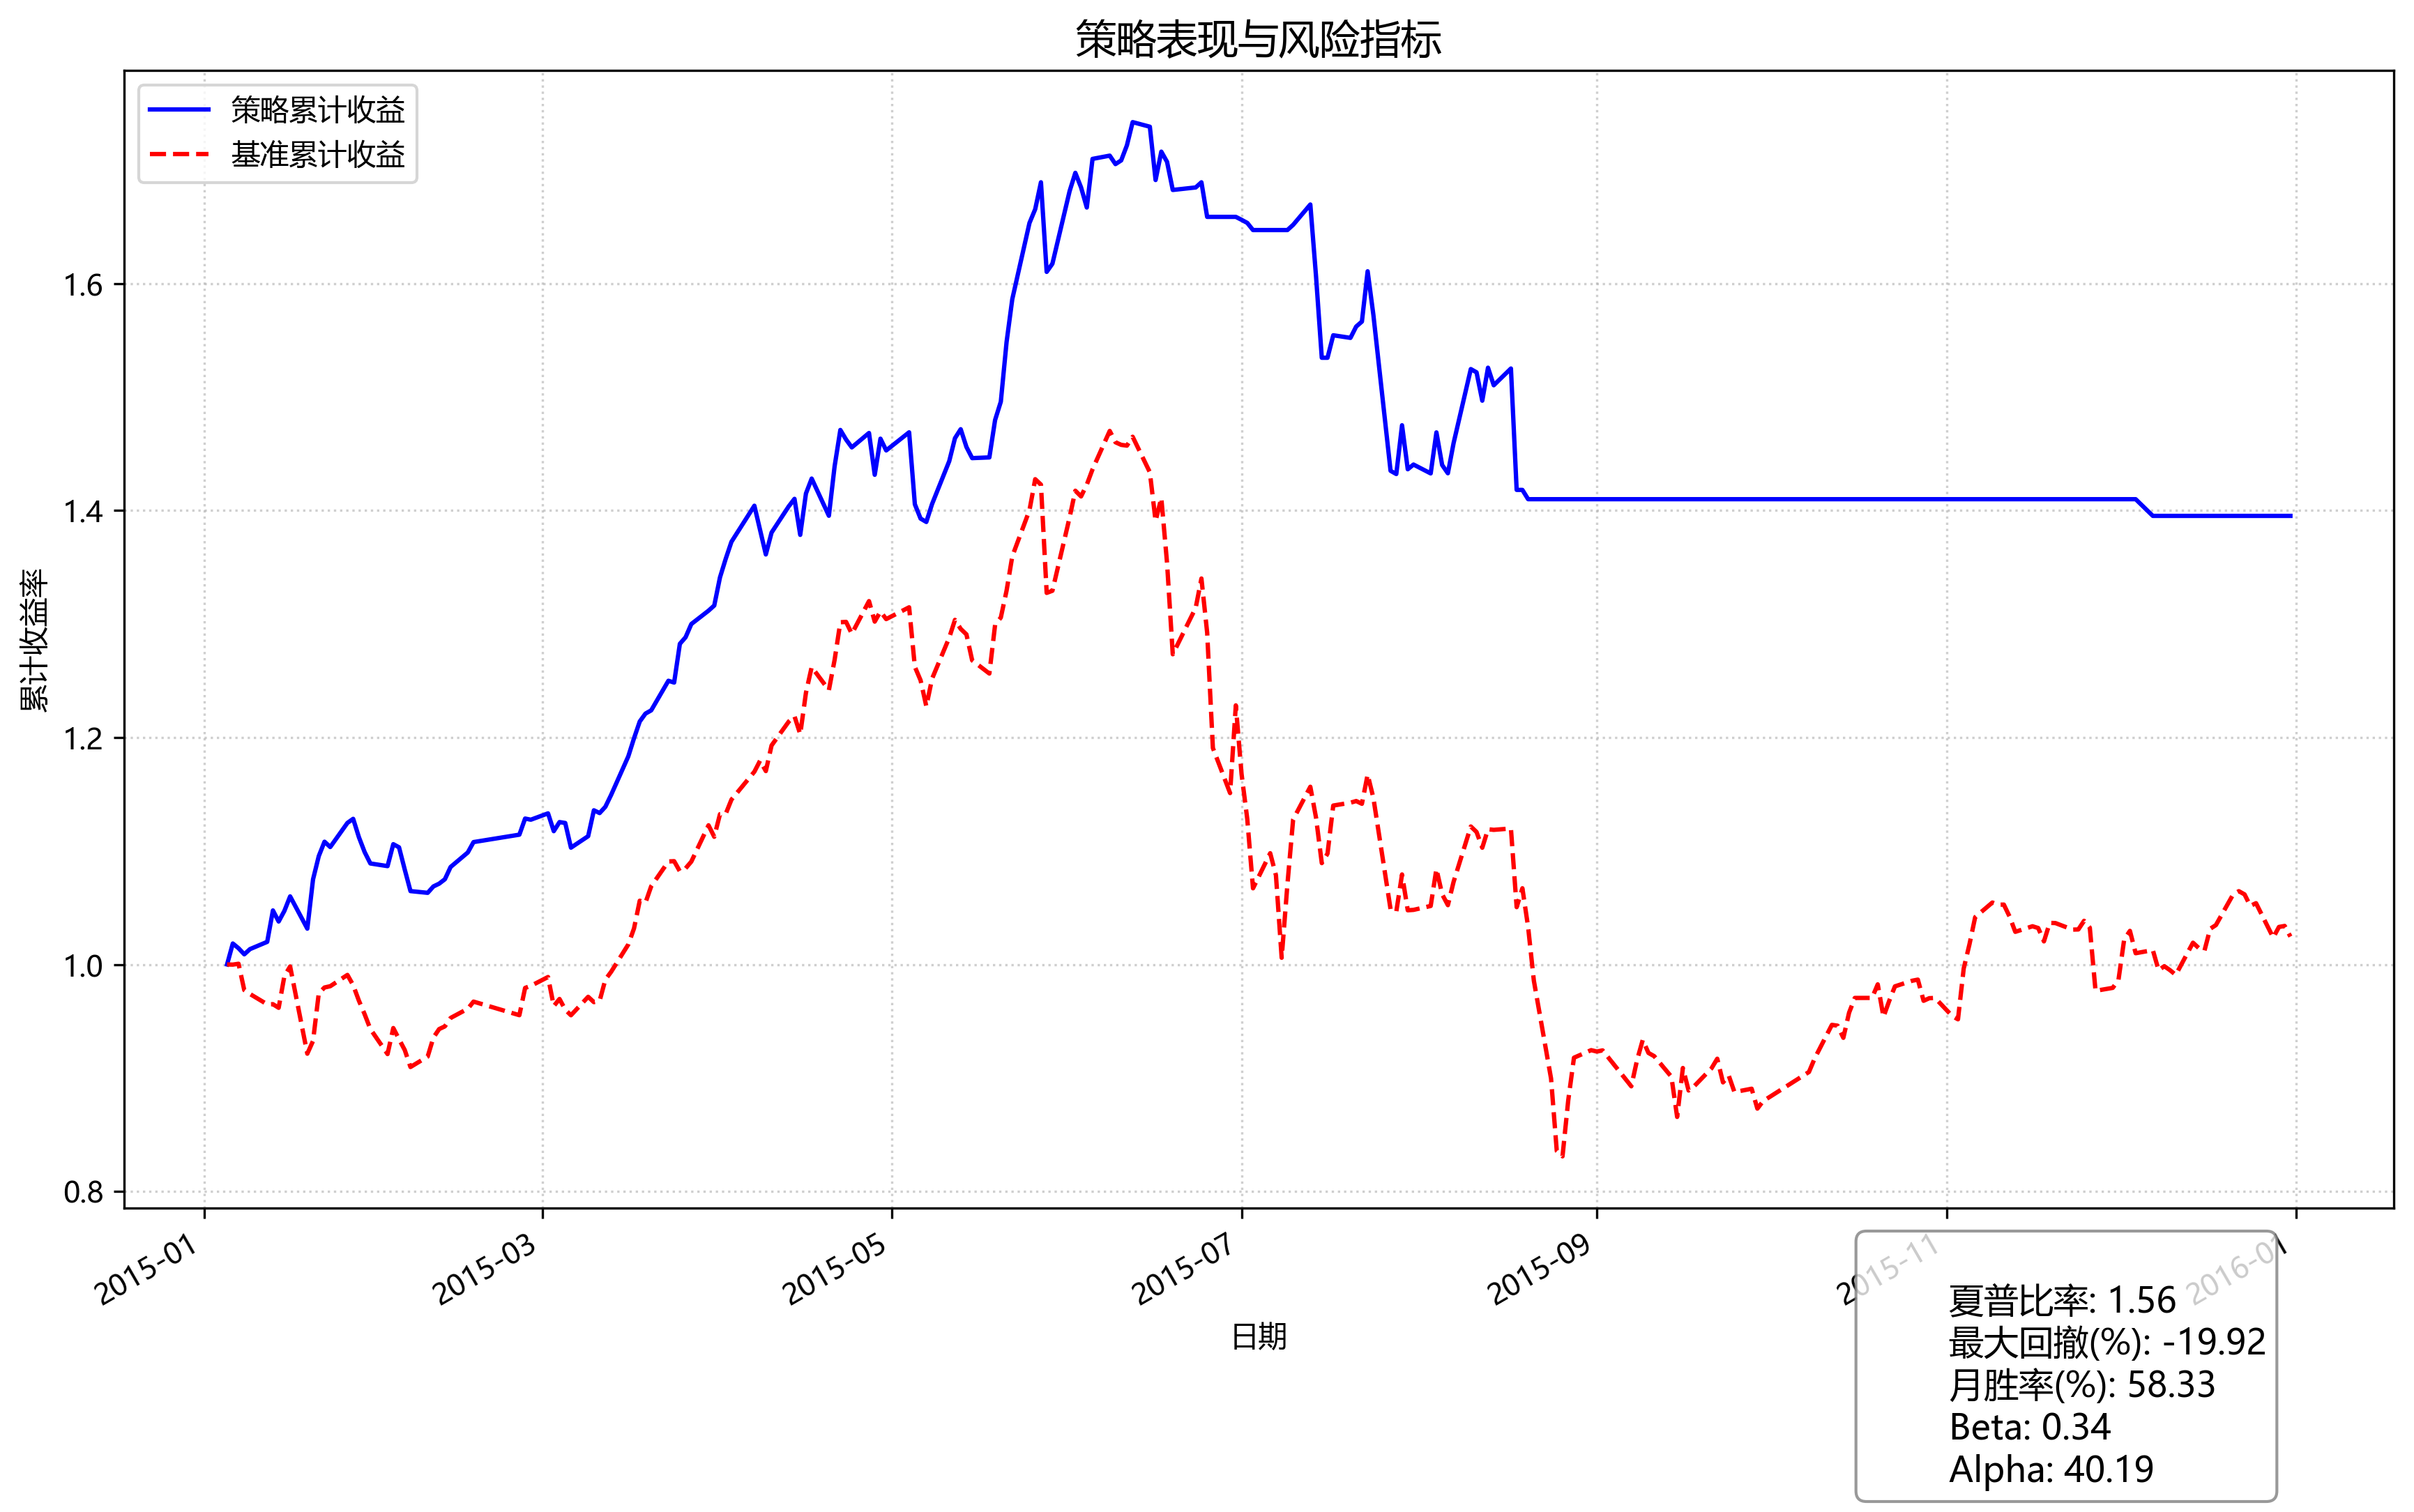 策略表现与风险指标
策略累计收益
基准累计收益
累计收益率
1.6
1.4
1.2
1.0
0.8
2015-01
2015-03
2015-05
2015-07
2015-09
2015-11
2016-01
日期
夏普比率: 1.56
最大回撤(%): -19.92
月胜率(%): 58.33
Beta: 0.34
Alpha: 40.19